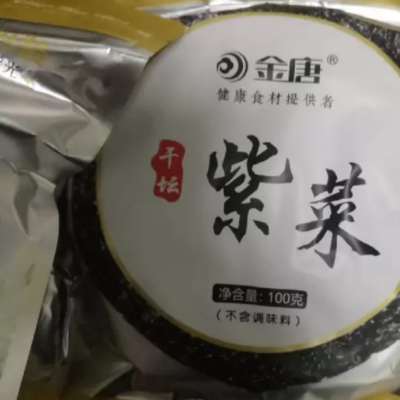 金唐®
健康食材提供者
干坛
紫菜
净含量：100克
（不含调味料）